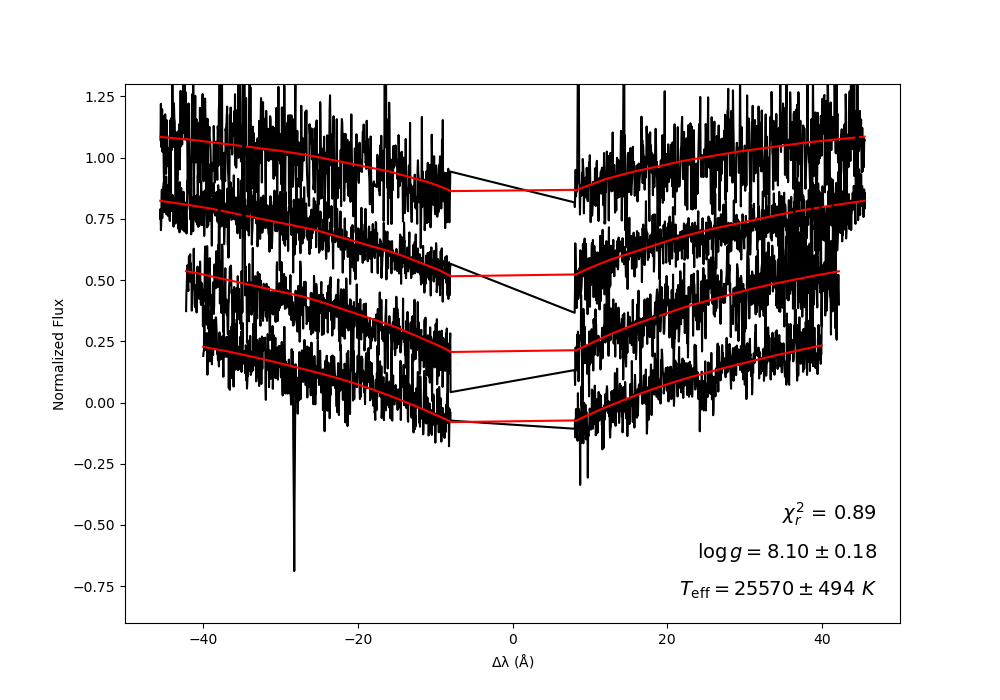 1.25
1.00
0.75
0.50
0.25
0.00
−0.25
−0.50
−0.75
Normalized Flux
χ²ᵣ = 0.89
log g = 8.10 ± 0.18
T_eff = 25570 ± 494 K
−40 −20 0 20 40
Δλ (Å)